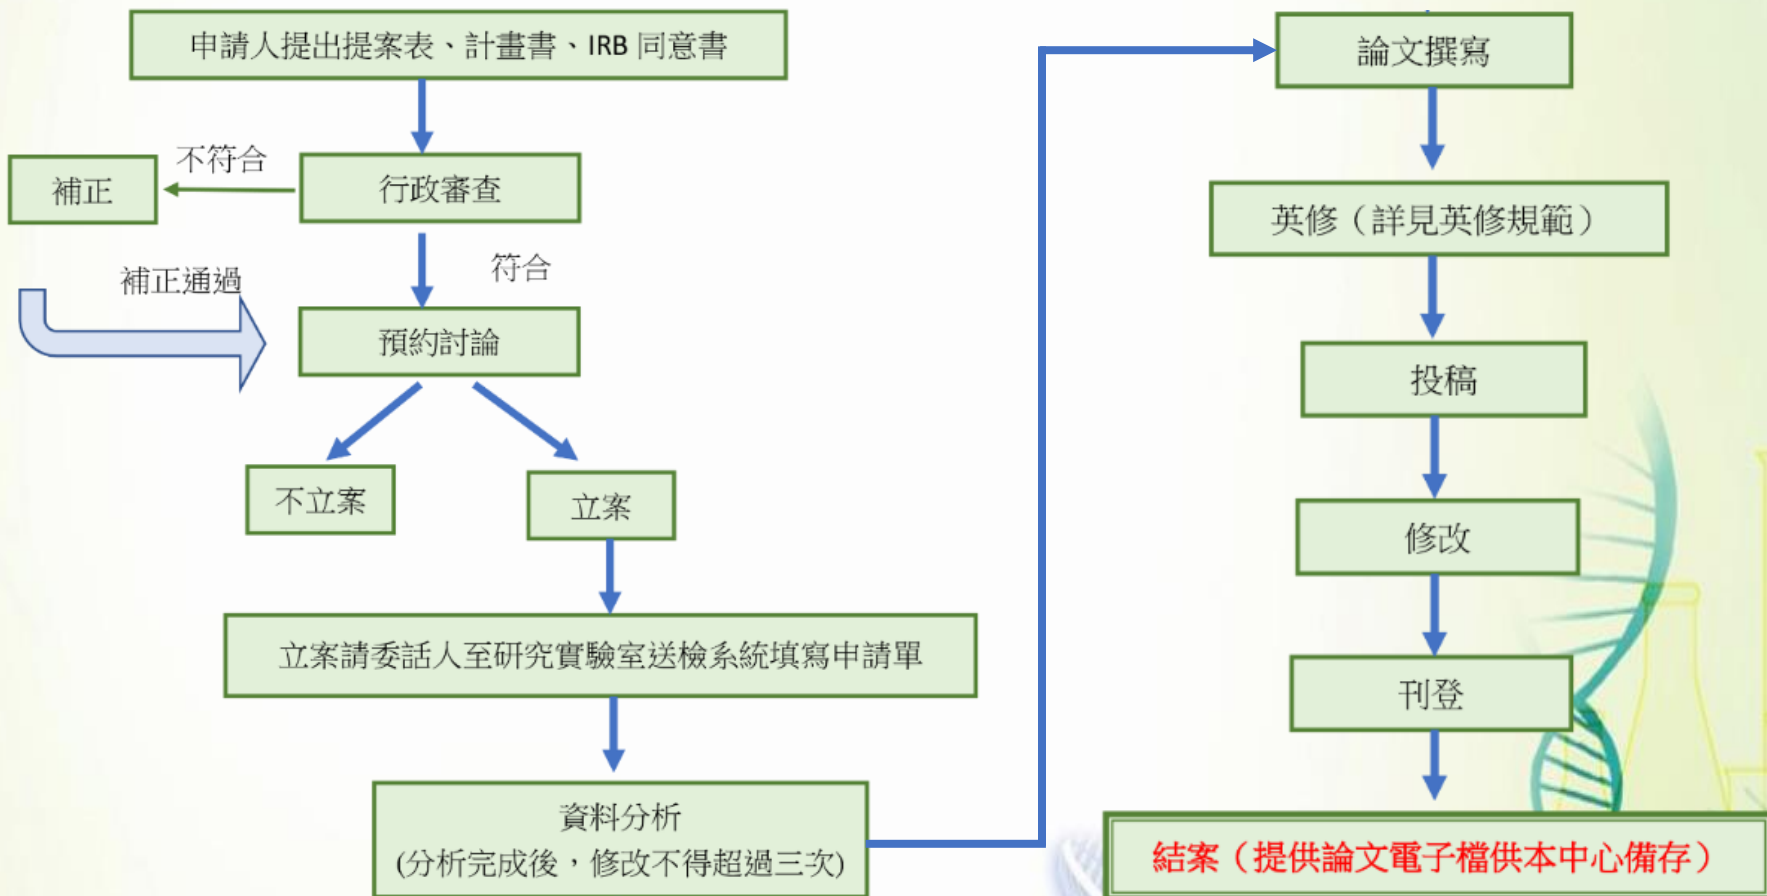 申請人提出提案表、計畫書、IRB 同意書
不符合
補正
行政審查
符合
補正通過
預約討論
不立案
立案
立案請委話人至研究實驗室送檢系統填寫申請單
資料分析
(分析完成後，修改不得超過三次)
論文撰寫
英修（詳見英修規範）
投稿
修改
刊登
結案（提供論文電子檔供本中心備存）